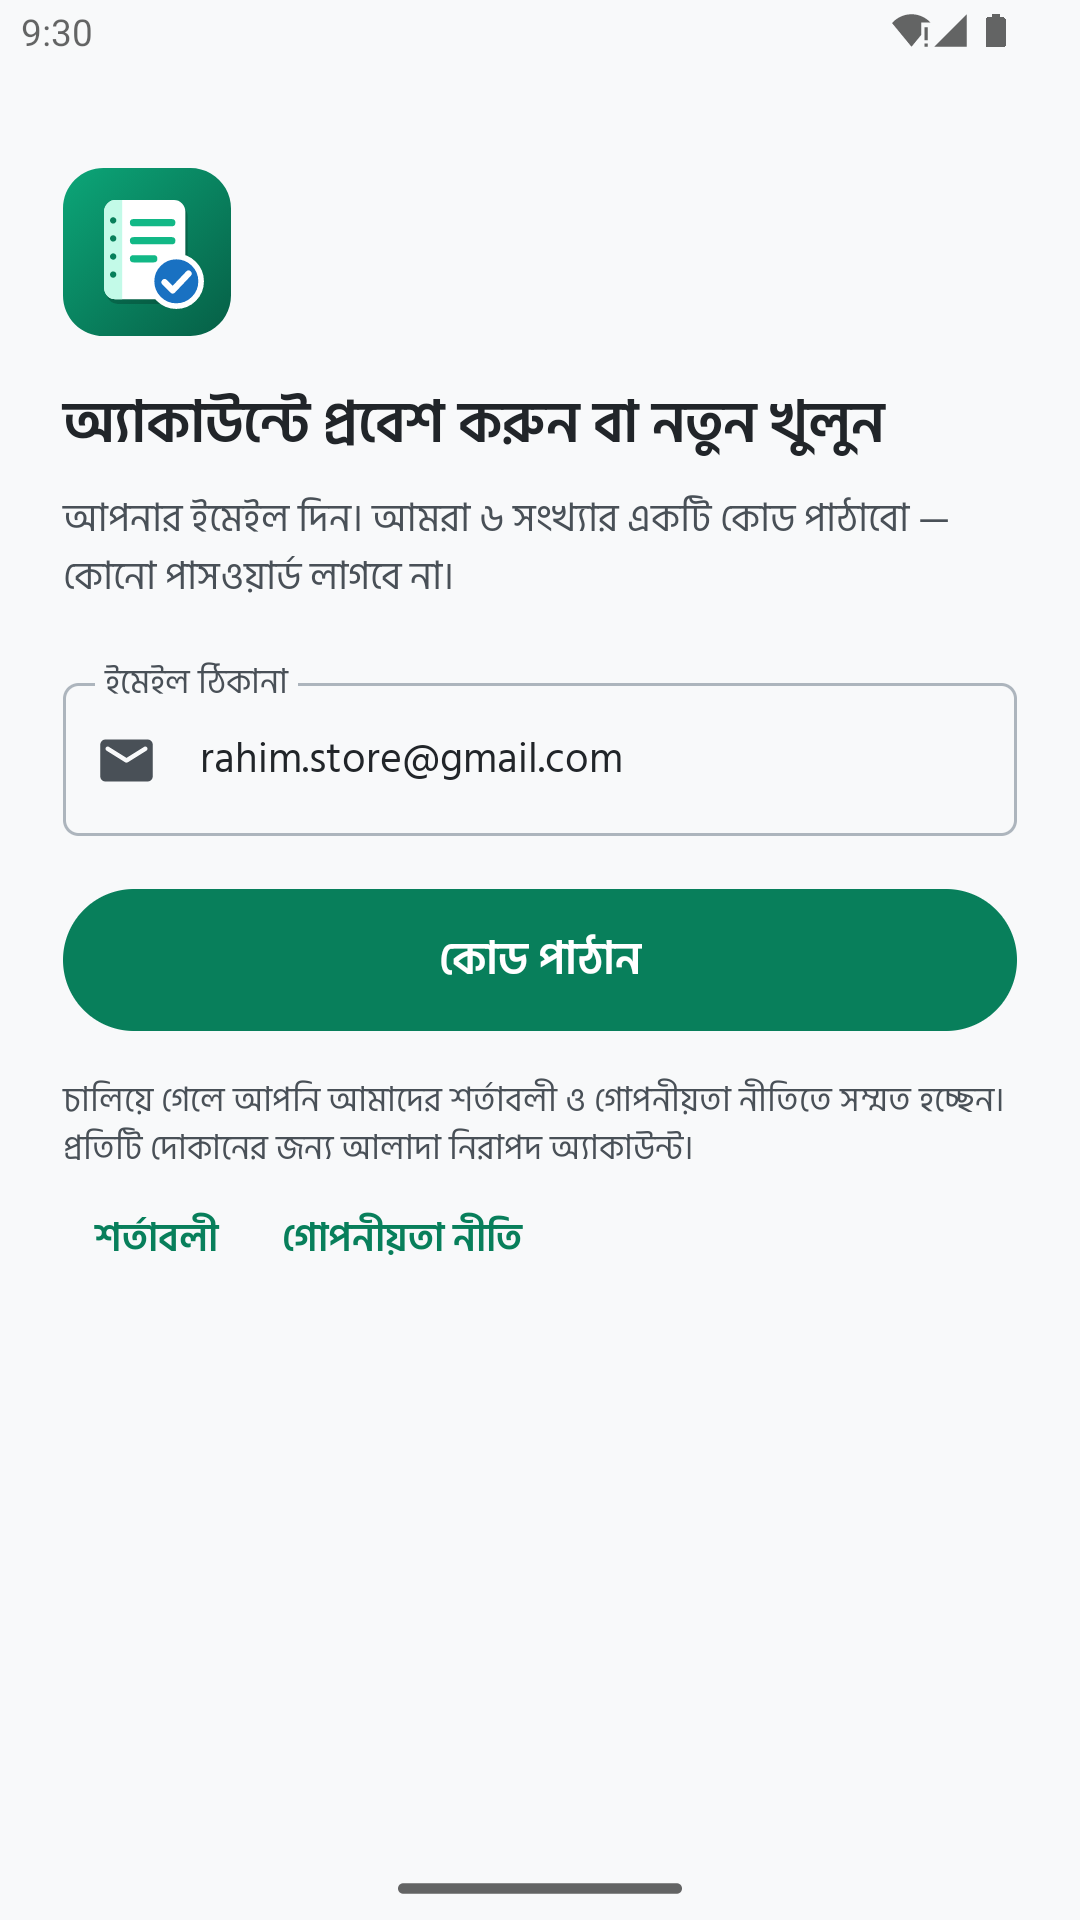 9:30
অ্যাকাউন্টে প্রবেশ করুন বা নতুন খুলুন
আপনার ইমেইল দিন। আমরা ৬ সংখ্যার একটি কোড পাঠাবো —
কোনো পাসওয়ার্ড লাগবে না।
ইমেইল ঠিকানা
rahim.store@gmail.com
কোড পাঠান
চালিয়ে গেলে আপনি আমাদের শর্তাবলী ও গোপনীয়তা নীতিতে সম্মত হচ্ছেন।
প্রতিটি দোকানের জন্য আলাদা নিরাপদ অ্যাকাউন্ট।
শর্তাবলী গোপনীয়তা নীতি